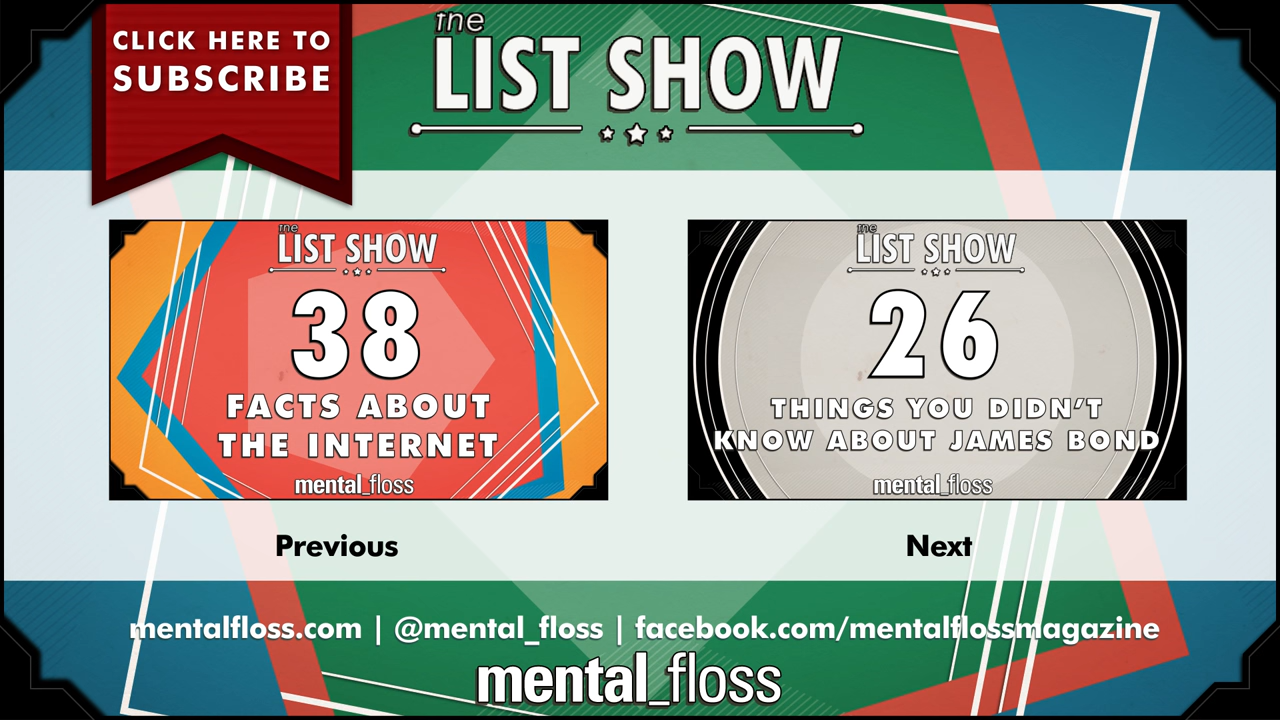 CLICK HERE TO
SUBSCRIBE
the
LIST SHOW
the
LIST SHOW
38
FACTS ABOUT
THE INTERNET
mental_floss
Previous
the
LIST SHOW
26
THINGS YOU DIDN'T
KNOW ABOUT JAMES BOND
mental_floss
Next
mentalfloss.com | @mental_floss | facebook.com/mentalflossmagazine
mental_floss